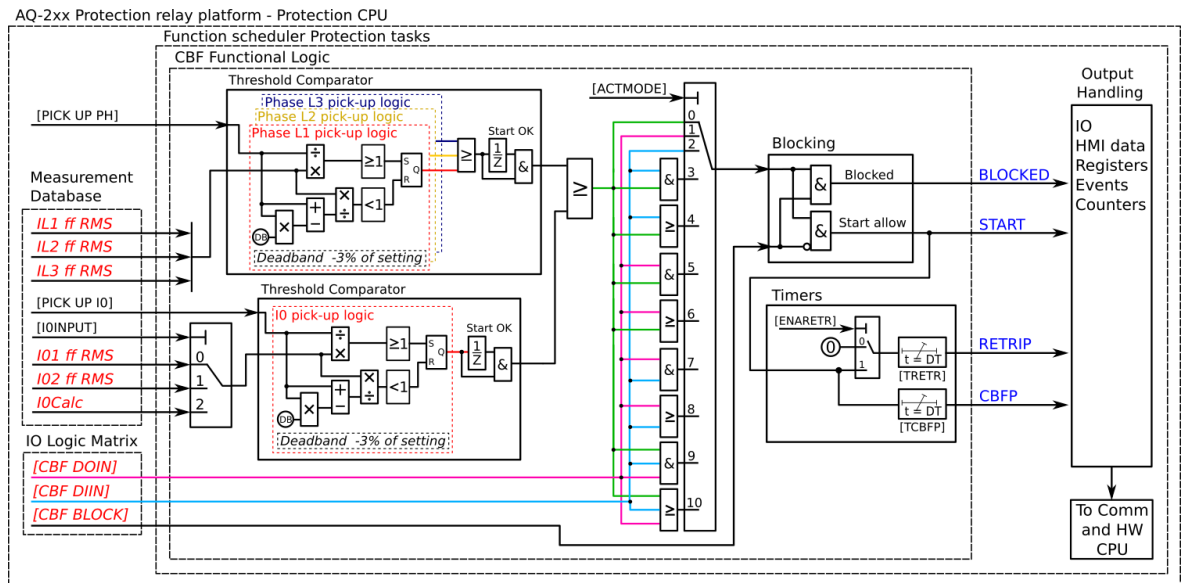 AQ-2xx Protection relay platform - Protection CPU
Function scheduler Protection tasks
CBF Functional Logic
Threshold Comparator
[PICK UP PH]
Phase L3 pick-up logic
Phase L2 pick-up logic
Phase L1 pick-up logic
÷
×
≥1
S
Q
R
+
−
×
÷
<1
×
DB
Deadband -3% of setting
≥
Start OK
1
Z
&
≥
Measurement
Database
IL1 ff RMS
IL2 ff RMS
IL3 ff RMS
[PICK UP I0]
[I0INPUT]
I01 ff RMS
I02 ff RMS
I0Calc
0
1
2
Threshold Comparator
I0 pick-up logic
÷
×
≥1
S
Q
R
+
−
×
÷
<1
×
DB
Deadband -3% of setting
Start OK
1
Z
&
IO Logic Matrix
[CBF DOIN]
[CBF DIIN]
[CBF BLOCK]
[ACTMODE]
0
1
2
& 3
≥ 4
& 5
≥ 6
& 7
≥ 8
& 9
≥ 10
Blocking
& Blocked
& Start allow
Timers
[ENARETR]
0
0
1
t = DT
[TRETR]
t = DT
[TCBFP]
BLOCKED
START
RETRIP
CBFP
Output
Handling
IO
HMI data
Registers
Events
Counters
To Comm
and HW
CPU